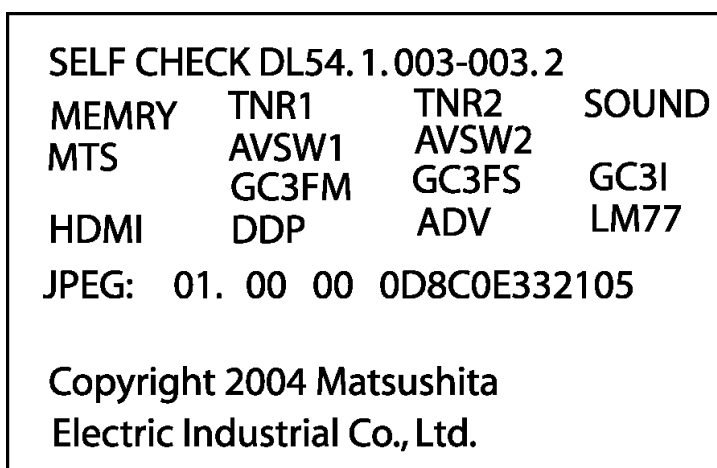 SELF CHECK DL54.1.003-003.2
MEMRY TNR1 TNR2 SOUND
MTS AVSW1 AVSW2
GC3FM GC3FS GC3I
HDMI DDP ADV LM77
JPEG: 01. 00 00 0D8C0E332105
Copyright 2004 Matsushita
Electric Industrial Co., Ltd.